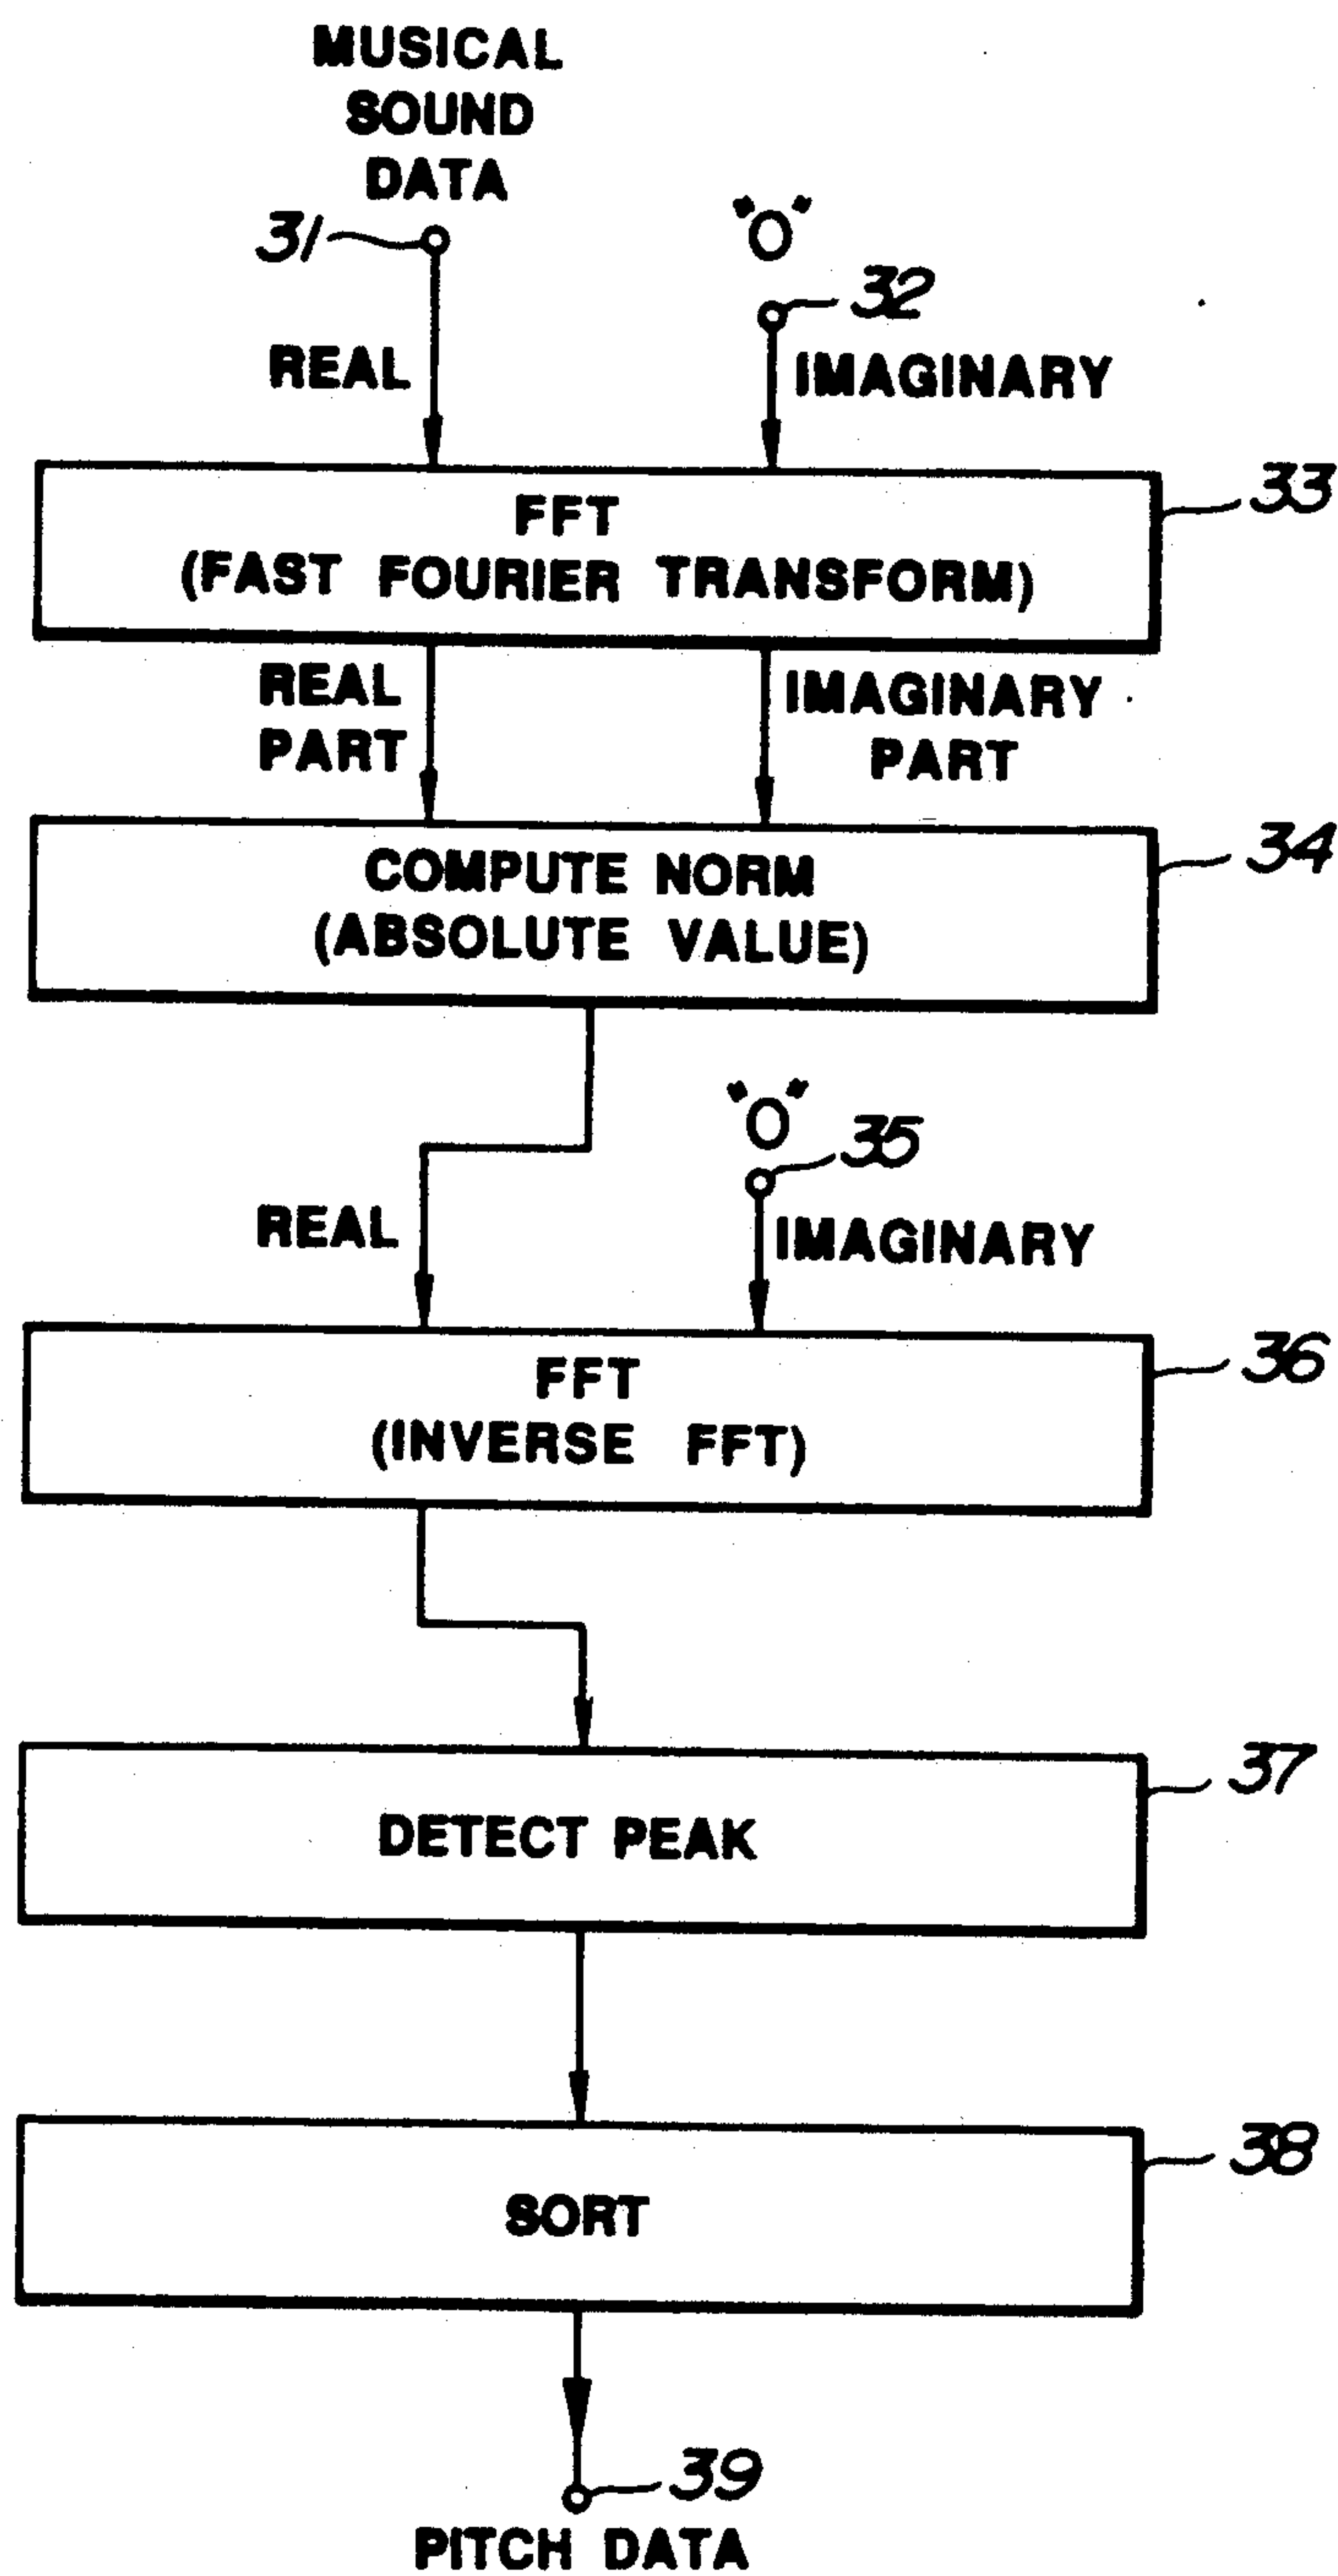 MUSICAL
SOUND
DATA
31
"0"
32
REAL
IMAGINARY
33
FFT
(FAST FOURIER TRANSFORM)
REAL
PART
IMAGINARY
PART
34
COMPUTE NORM
(ABSOLUTE VALUE)
"0"
35
REAL
IMAGINARY
36
FFT
(INVERSE FFT)
37
DETECT PEAK
38
SORT
39
PITCH DATA